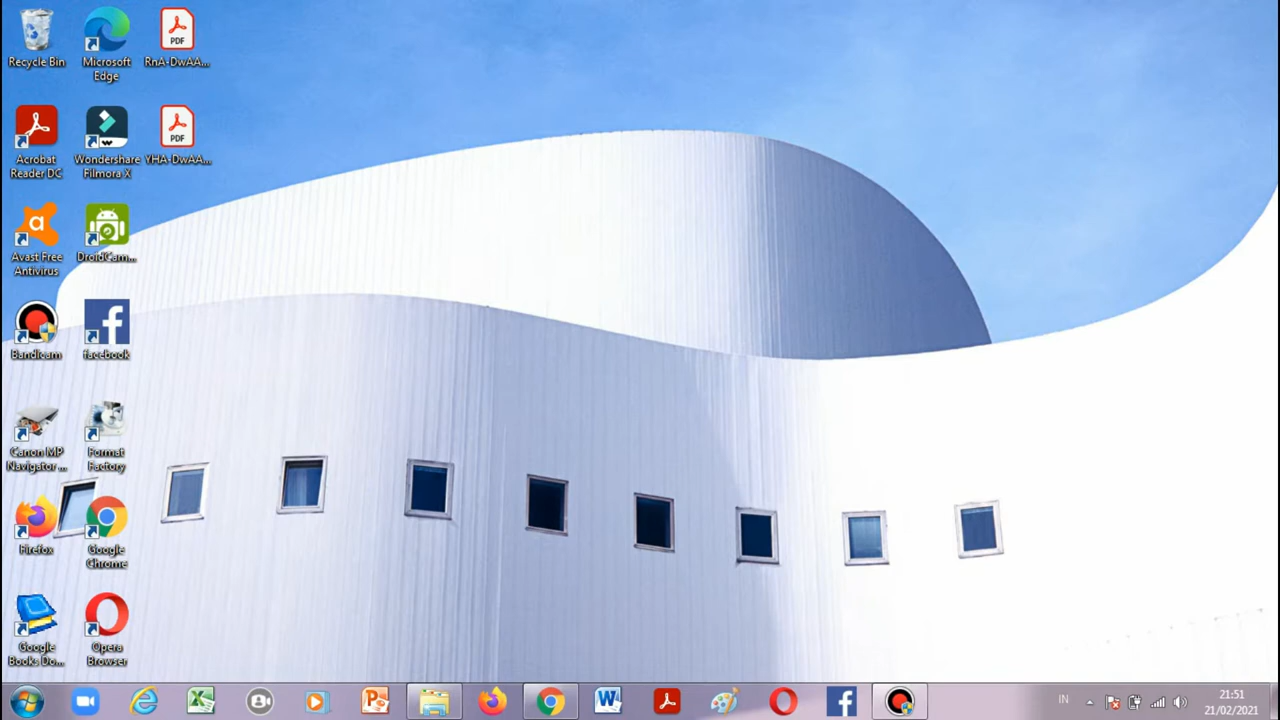 Recycle Bin
Microsoft
Edge
PDF
RnA-DwAA...
Acrobat
Reader DC
Wondershare
Filmora X
PDF
YHA-DwAA...
Avast Free
Antivirus
DroidCam...
Bandicam
facebook
Canon MP
Navigator ...
Format
Factory
Firefox
Google
Chrome
Google
Books Do...
Opera
Browser
IN
21:51
21/02/2021